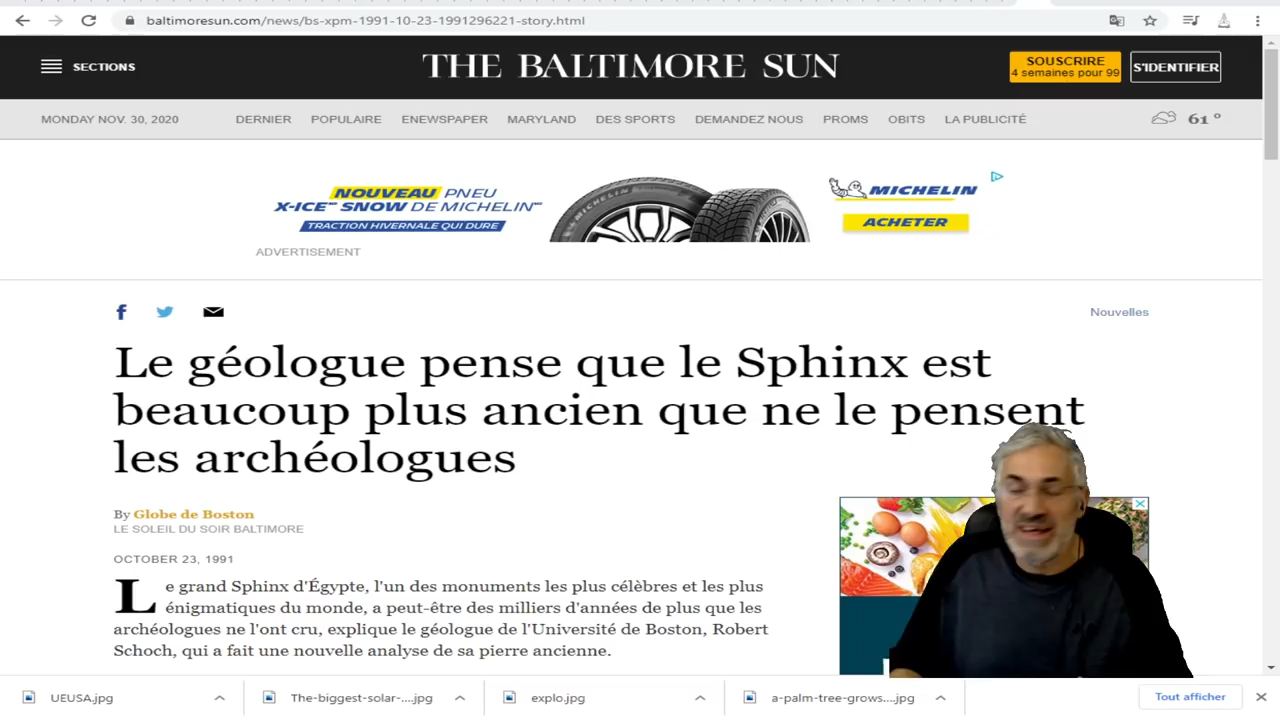 baltimoresun.com/news/bs-xpm-1991-10-23-1991296221-story.html
SECTIONS
THE BALTIMORE SUN
SOUSCRIRE
4 semaines pour 99
S'IDENTIFIER
MONDAY NOV. 30, 2020
DERNIER POPULAIRE ENEWSPAPER MARYLAND DES SPORTS DEMANDEZ NOUS PROMS OBITS LA PUBLICITÉ
61 °
NOUVEAU PNEU
X-ICE SNOW DE MICHELIN
TRACTION HIVERNALE QUI DURE
MICHELIN
ACHETER
ADVERTISEMENT
Nouvelles
Le géologue pense que le Sphinx est
beaucoup plus ancien que ne le pensent
les archéologues
By Globe de Boston
LE SOLEIL DU SOIR BALTIMORE
OCTOBER 23, 1991
Le grand Sphinx d'Égypte, l'un des monuments les plus célèbres et les plus
énigmatiques du monde, a peut-être des milliers d'années de plus que les
archéologues ne l'ont cru, explique le géologue de l'Université de Boston, Robert
Schoch, qui a fait une nouvelle analyse de sa pierre ancienne.
UEUSA.jpg
The-biggest-solar-....jpg
explo.jpg
a-palm-tree-grows....jpg
Tout afficher